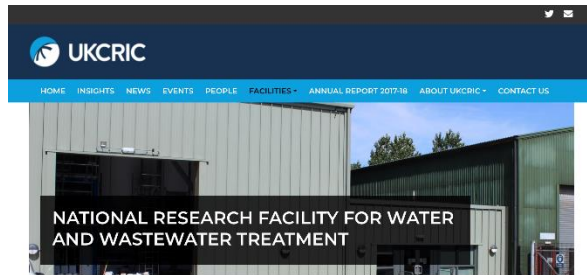 UKCRIC
HOME INSIGHTS NEWS EVENTS PEOPLE FACILITIES ANNUAL REPORT 2017-18 ABOUT UKCRIC CONTACT US
NATIONAL RESEARCH FACILITY FOR WATER
AND WASTEWATER TREATMENT